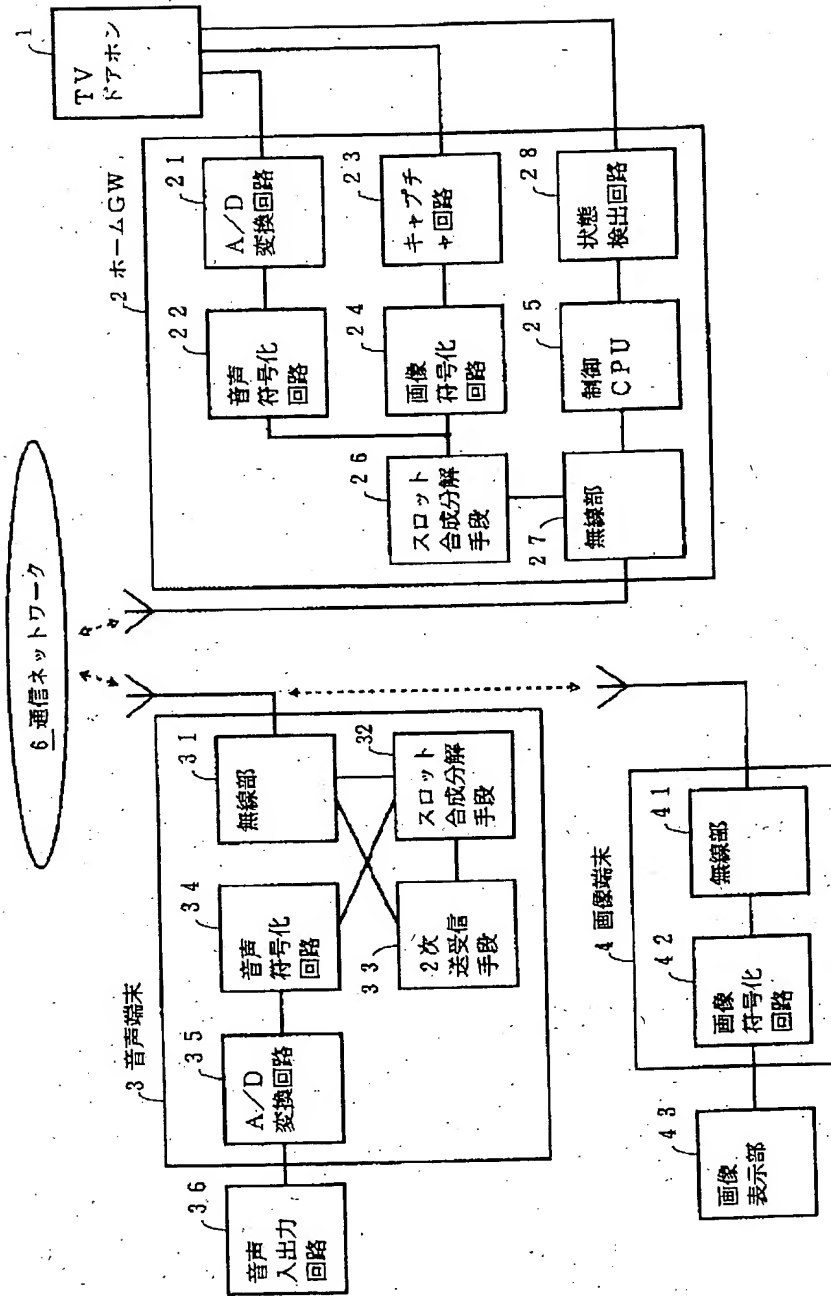 6 通信ネットワーク
1
TV
ドアホン
2 ホームGW
21
A/D
変換回路
22
音声
符号化
回路
23
キャプチ
ャ回路
24
画像
符号化
回路
28
状態
検出回路
25
制御
CPU
26
スロット
合成分解
手段
27
無線部
3 音声端末
31
無線部
32
スロット
合成分解
手段
33
2次
送受信
手段
34
音声
符号化
回路
35
A/D
変換回路
36
音声
入出力
回路
4 画像端末
41
無線部
42
画像
符号化
回路
43
画像
表示部